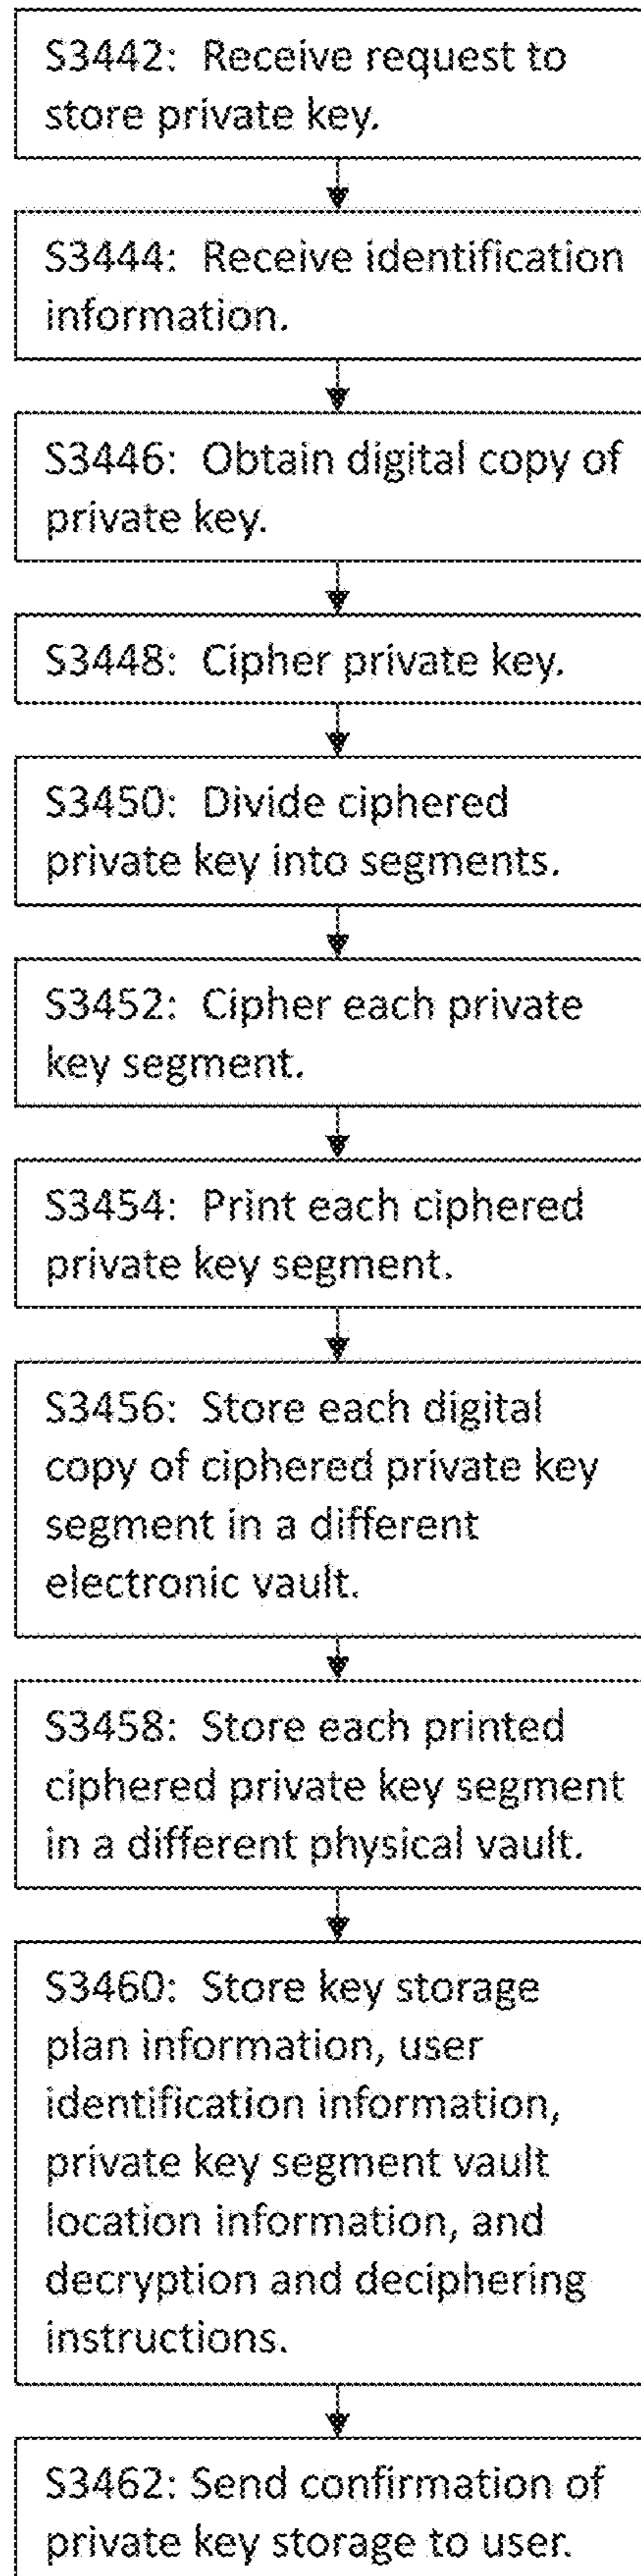 S3442: Receive request to
store private key.
S3444: Receive identification
information.
S3446: Obtain digital copy of
private key.
S3448: Cipher private key.
S3450: Divide ciphered
private key into segments.
S3452: Cipher each private
key segment.
S3454: Print each ciphered
private key segment.
S3456: Store each digital
copy of ciphered private key
segment in a different
electronic vault.
S3458: Store each printed
ciphered private key segment
in a different physical vault.
S3460: Store key storage
plan information, user
identification information,
private key segment vault
location information, and
decryption and deciphering
instructions.
S3462: Send confirmation of
private key storage to user.